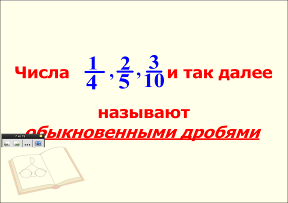 Числа 1/4 , 2/5 , 3/10 и так далее
называют
обыкновенными дробями